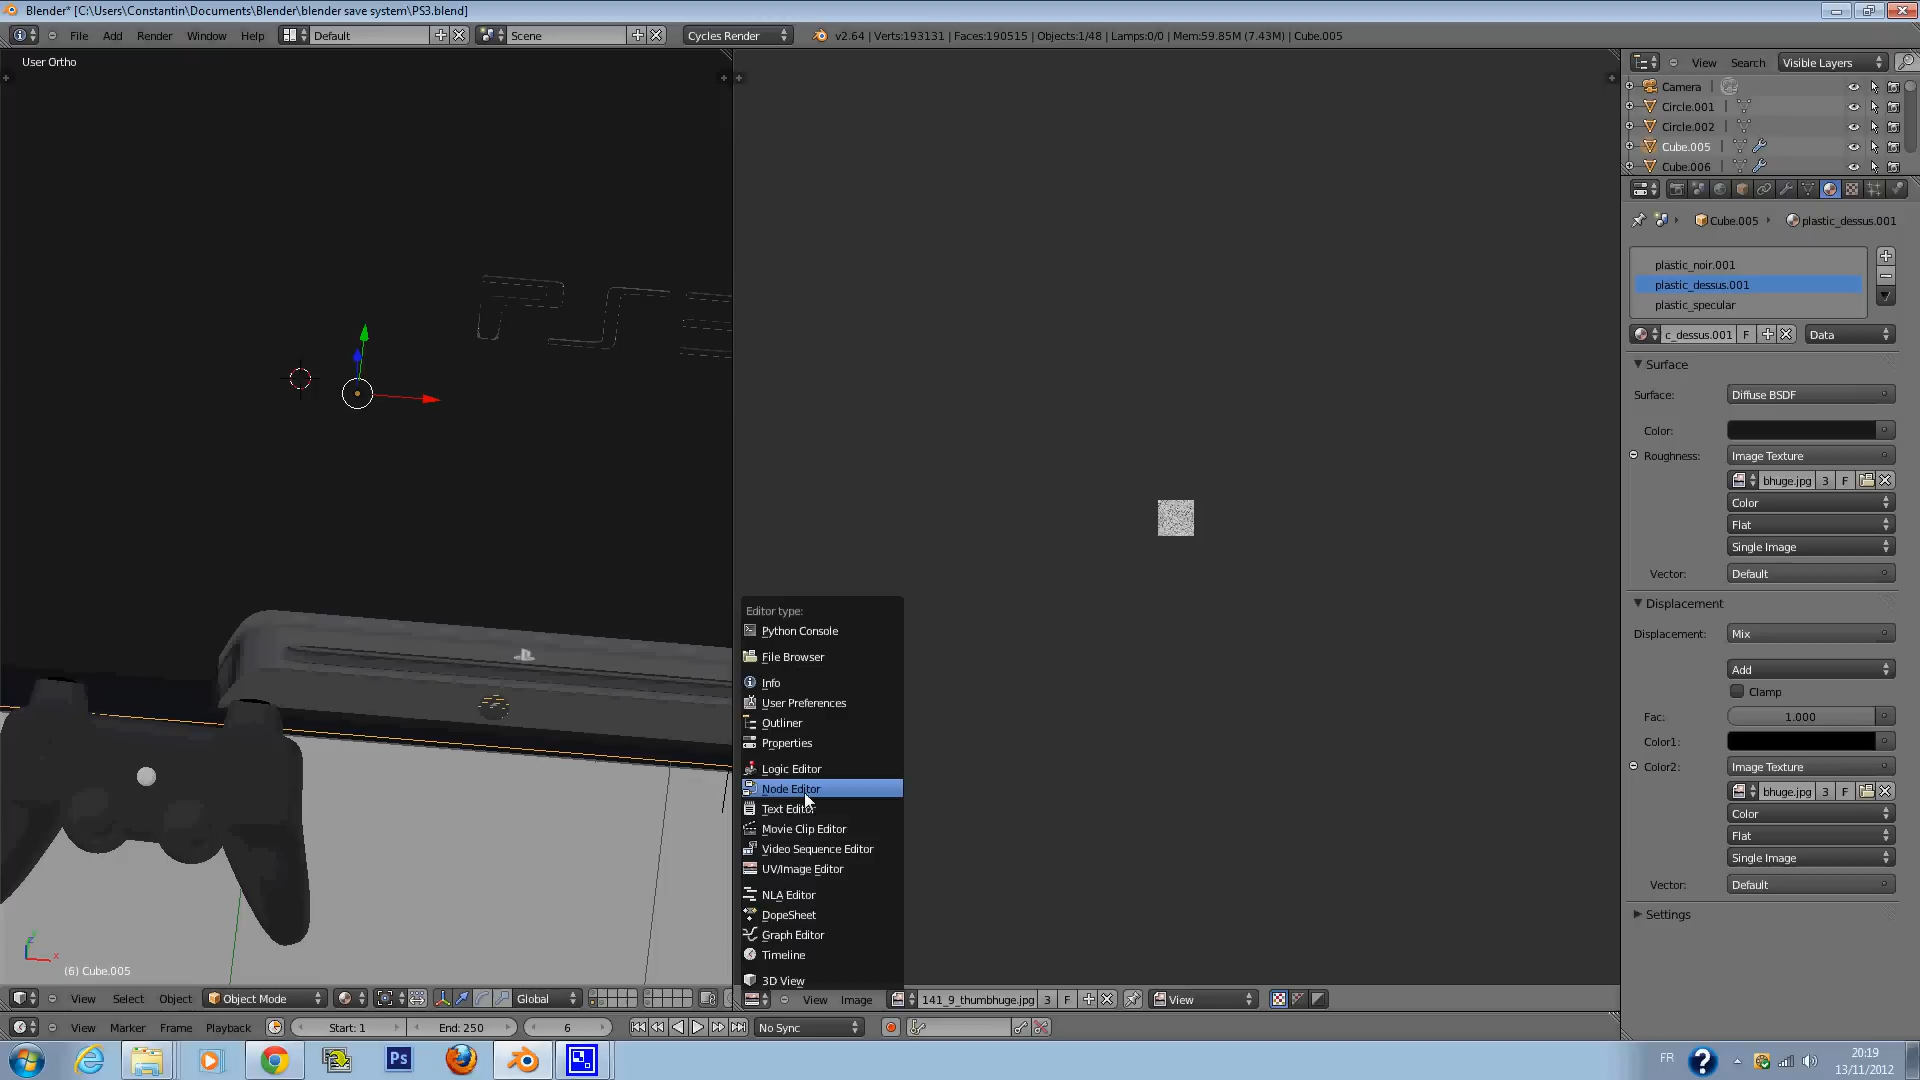 Blender* [C:\Users\Constantin\Documents\Blender\blender save system\PS3.blend]
File Add Render Window Help Default Scene Cycles Render v2.64 | Verts:193131 | Faces:190515 | Objects:1/48 | Lamps:0/0 | Mem:59.85M (7.43M) | Cube.005
User Ortho
View Search Visible Layers
Camera
Circle.001
Circle.002
Cube.005
Cube.006
Cube.005 plastic_dessus.001
plastic_noir.001
plastic_dessus.001
plastic_specular
c_dessus.001 F Data
Surface
Surface: Diffuse BSDF
Color:
Roughness: Image Texture
bhuge.jpg 3 F
Color
Flat
Single Image
Vector: Default
Displacement
Displacement: Mix
Add
Clamp
Fac: 1.000
Color1:
Color2: Image Texture
bhuge.jpg 3 F
Color
Flat
Single Image
Vector: Default
Settings
PS3
Editor type:
Python Console
File Browser
Info
User Preferences
Outliner
Properties
Logic Editor
Node Editor
Text Editor
Movie Clip Editor
Video Sequence Editor
UV/Image Editor
NLA Editor
DopeSheet
Graph Editor
Timeline
3D View
z
x
(6) Cube.005
View Select Object Object Mode Global
View Image 141_9_thumbhuge.jpg 3 F View
View Marker Frame Playback Start: 1 End: 250 6 No Sync
Ps
FR
20:19
13/11/2012